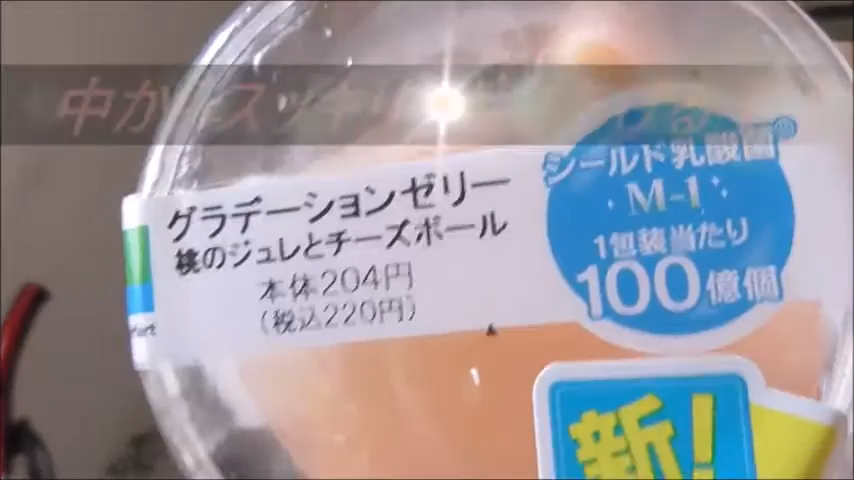 グラデーションゼリー
桃のジュレとチーズボール
本体204円
(税込220円)
シールド乳酸菌®
M-1
1包装当たり
100億個
新!